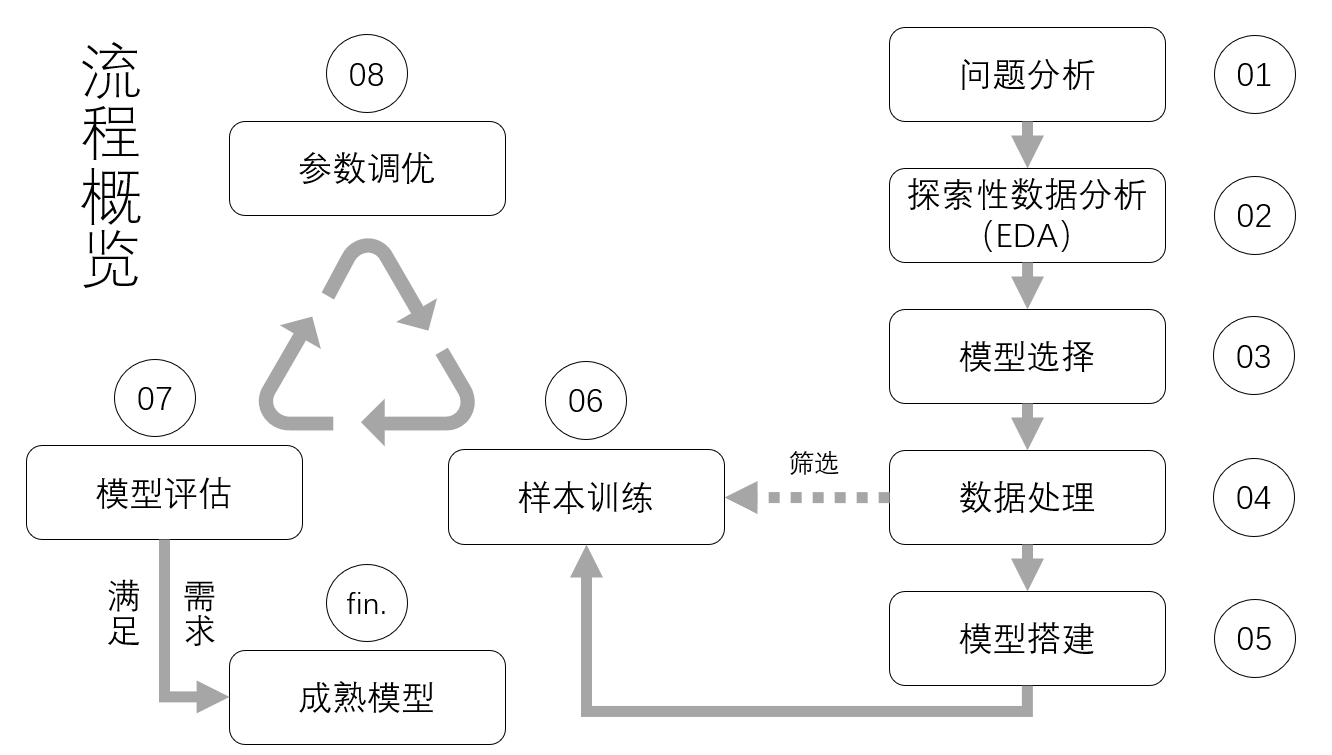 流程概览
01
问题分析
02
探索性数据分析
（EDA）
03
模型选择
04
数据处理
筛选
05
模型搭建
06
样本训练
07
模型评估
08
参数调优
满足
需求
fin.
成熟模型